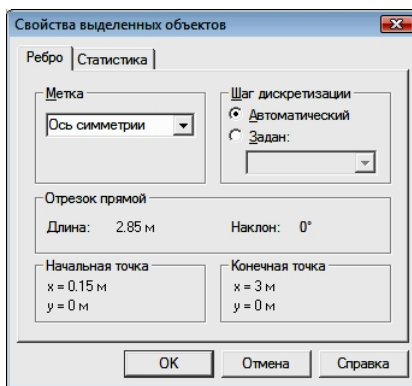 Свойства выделенных объектов
Ребро Статистика
Метка
Ось симметрии
Шаг дискретизации
Автоматический
Задан:
Отрезок прямой
Длина: 2.85 м Наклон: 0°
Начальная точка
x = 0.15 м
y = 0 м
Конечная точка
x = 3 м
y = 0 м
OK Отмена Справка